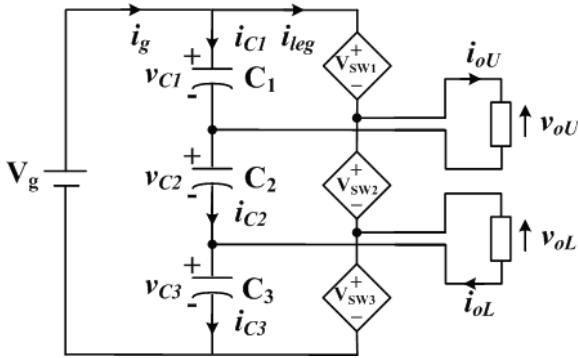 i_g
i_C1
i_leg
+
v_C1
-
C_1
+
V_SW1
−
i_oU
v_oU
V_g
+
v_C2
-
C_2
i_C2
+
V_SW2
−
v_oL
i_oL
+
v_C3
-
C_3
i_C3
+
V_SW3
−